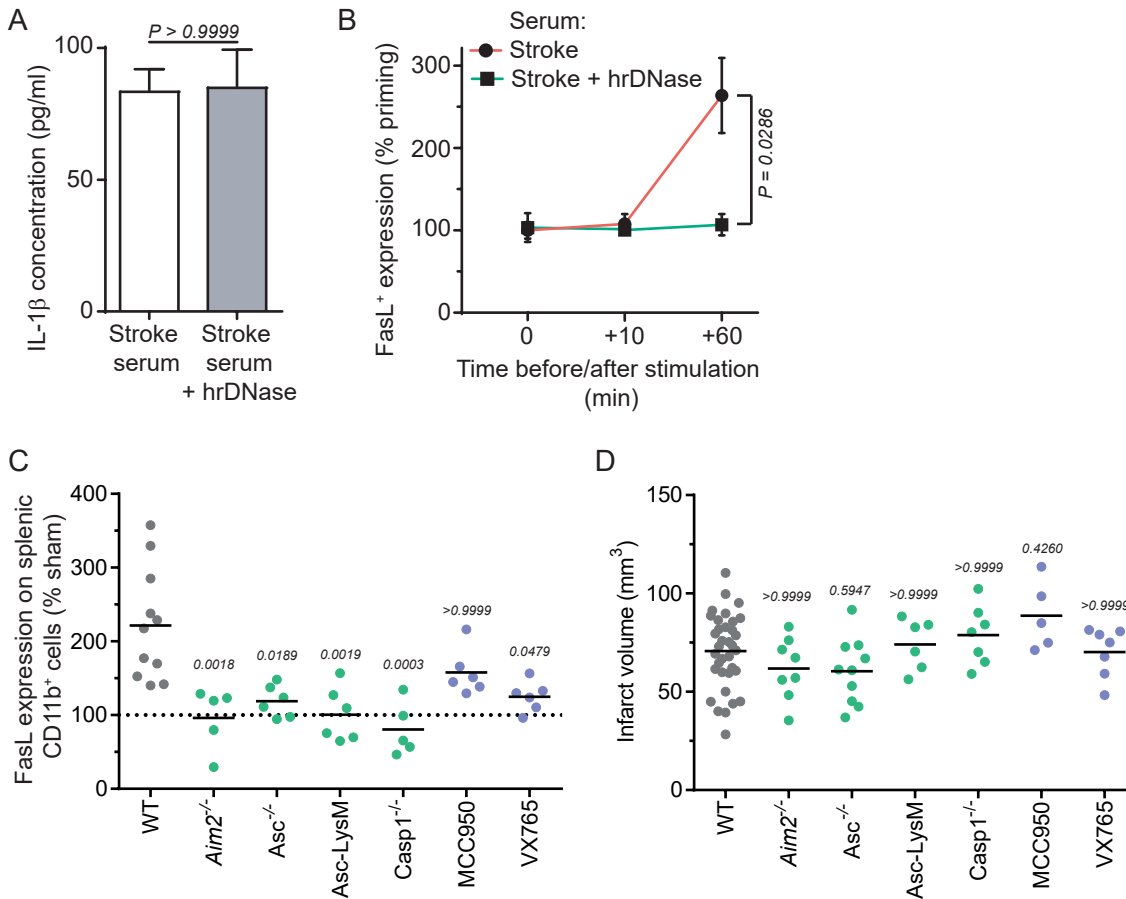 A
P > 0.9999
IL-1β concentration (pg/ml)
100
50
0
Stroke
serum
Stroke
serum
+ hrDNase
B
Serum:
Stroke
Stroke + hrDNase
FasL⁺ expression (% priming)
300
250
200
150
100
50
0
P = 0.0286
0
+10
+60
Time before/after stimulation
(min)
C
FasL expression on splenic
CD11b⁺ cells (% sham)
400
300
200
100
0
0.0018
0.0189
0.0019
0.0003
>0.9999
0.0479
WT
Aim2⁻/⁻
Asc⁻/⁻
Asc-LysM
Casp1⁻/⁻
MCC950
VX765
D
Infarct volume (mm³)
150
100
50
0
>0.9999
0.5947
>0.9999
>0.9999
0.4260
>0.9999
WT
Aim2⁻/⁻
Asc⁻/⁻
Asc-LysM
Casp1⁻/⁻
MCC950
VX765